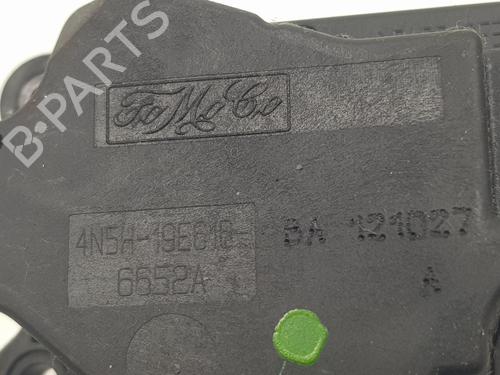 B-PARTS
FoMoCo
4N5H-19E616- BA 121027
6652A A